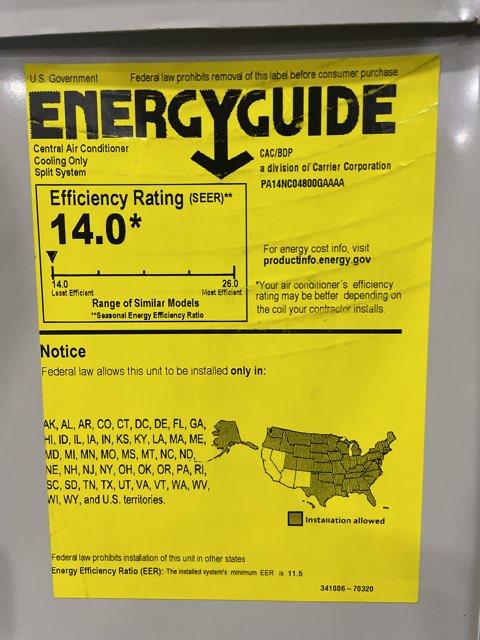 U.S. Government Federal law prohibits removal of this label before consumer purchase
ENERGYGUIDE
Central Air Conditioner
Cooling Only
Split System
CAC/BDP
a division of Carrier Corporation
PA14NC04800GAAAA
Efficiency Rating (SEER)**
14.0*
14.0 26.0
Least Efficient Most Efficient
Range of Similar Models
**Seasonal Energy Efficiency Ratio
For energy cost info, visit
productinfo.energy.gov
*Your air conditioner's efficiency
rating may be better depending on
the coil your contractor installs.
Notice
Federal law allows this unit to be installed only in:
AK, AL, AR, CO, CT, DC, DE, FL, GA,
HI, ID, IL, IA, IN, KS, KY, LA, MA, ME,
MD, MI, MN, MO, MS, MT, NC, ND,
NE, NH, NJ, NY, OH, OK, OR, PA, RI,
SC, SD, TN, TX, UT, VA, VT, WA, WV,
WI, WY, and U.S. territories.
Installation allowed
Federal law prohibits installation of this unit in other states
Energy Efficiency Ratio (EER): The installed system's minimum EER is 11.5
341006-70320